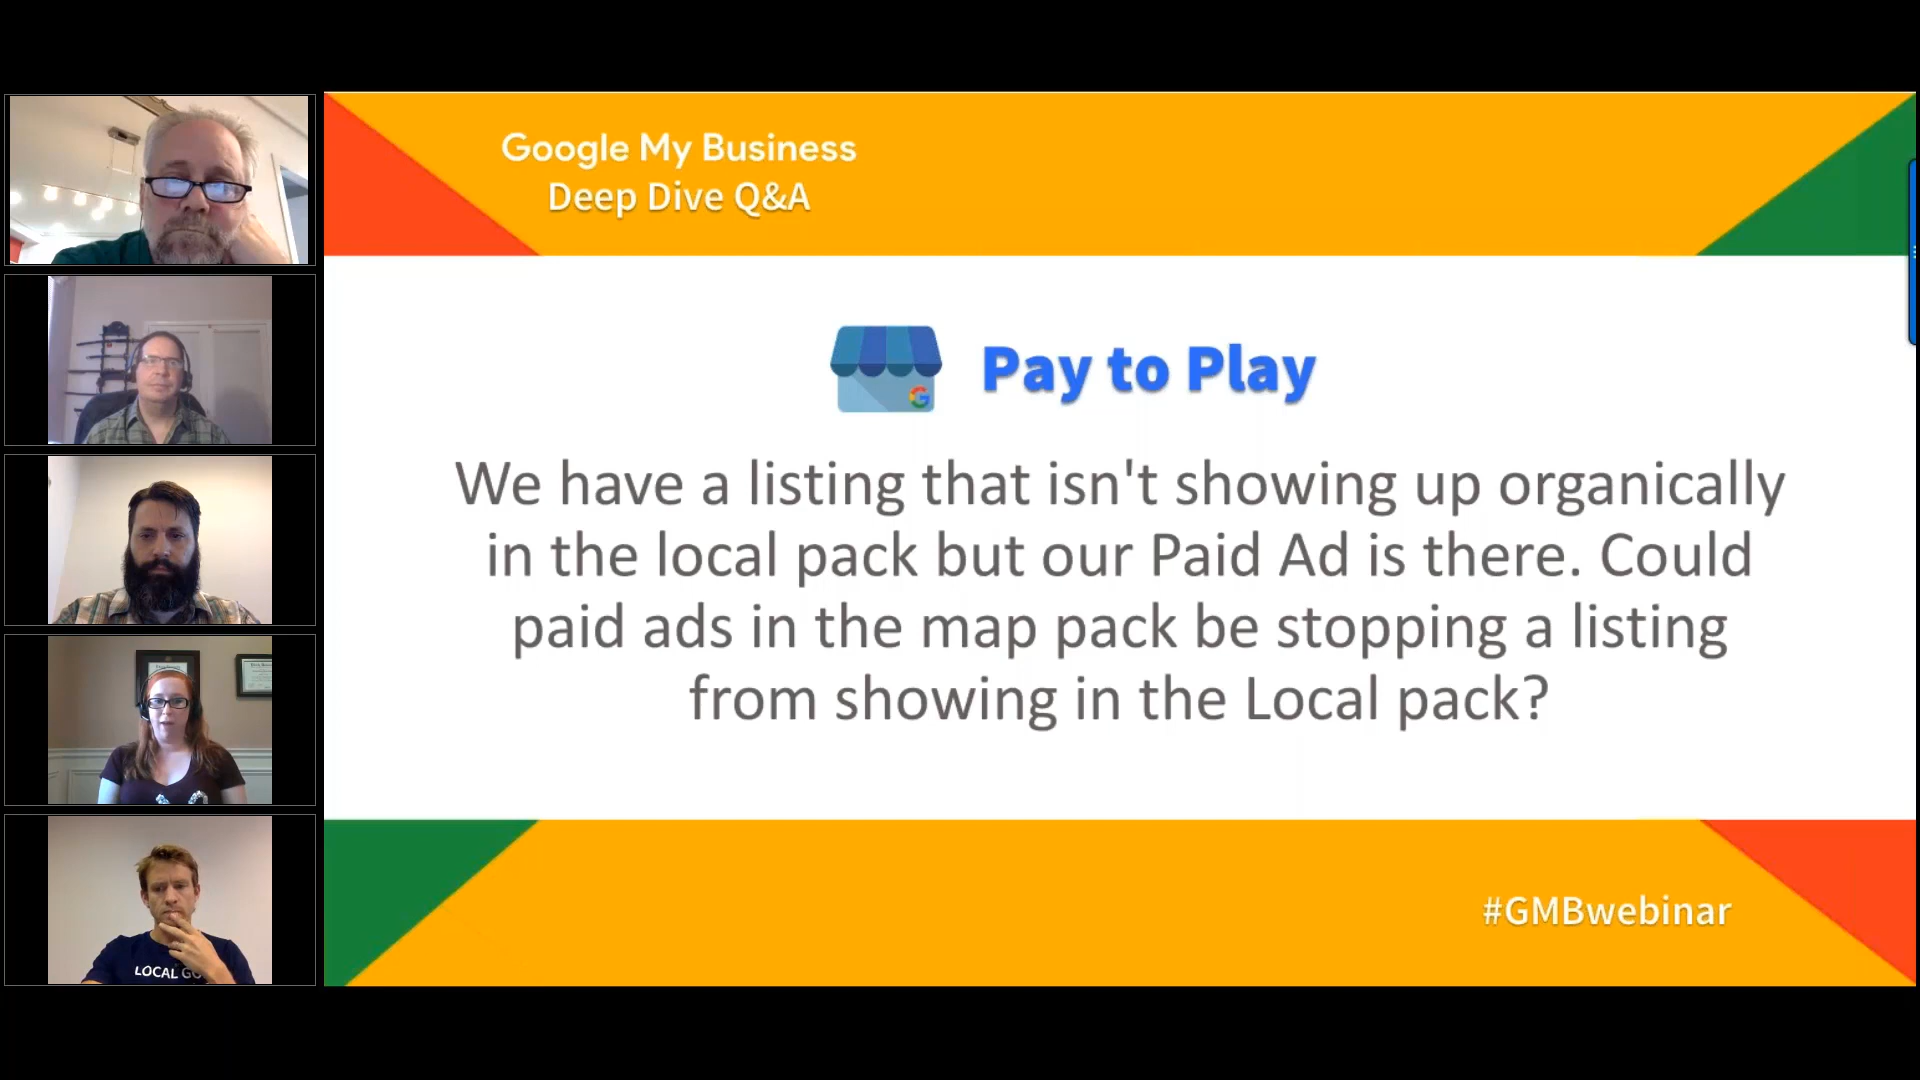 Google My Business
Deep Dive Q&A
Pay to Play
We have a listing that isn't showing up organically
in the local pack but our Paid Ad is there. Could
paid ads in the map pack be stopping a listing
from showing in the Local pack?
#GMBwebinar
LOCAL